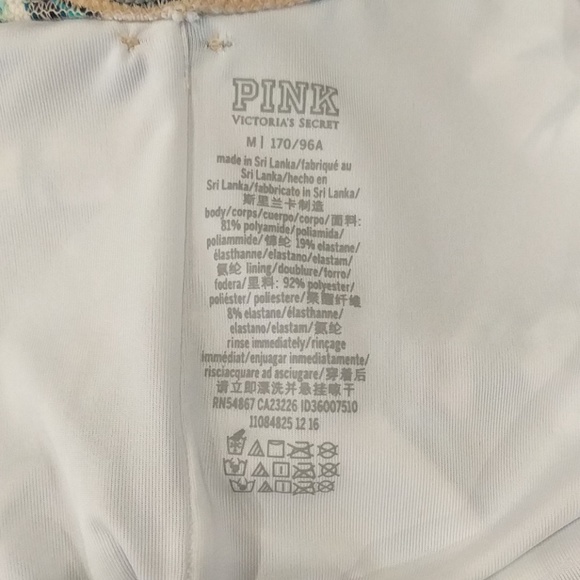 PINK
VICTORIA'S SECRET
M | 170/96A
made in Sri Lanka/fabriqué au
Sri Lanka/hecho en
Sri Lanka/fabbricato in Sri Lanka/
斯里兰卡制造
body/corps/cuerpo/corpo/面料:
81% polyamide/poliamida/
poliammide/锦纶 19% elastane/
élasthanne/elastano/elastam/
氨纶 lining/doublure/forro/
fodera/里料: 92% polyester/
poliéster/ poliestere/聚酯纤维
8% elastane/élasthanne/
elastano/elastam/氨纶
rinse immediately/rinçage
immédiat/enjuagar inmediatamente/
risciacquare ad asciugare/穿着后
请立即漂洗并悬挂晾干
RN54867 CA23226 ID36007510
11084825 12 16